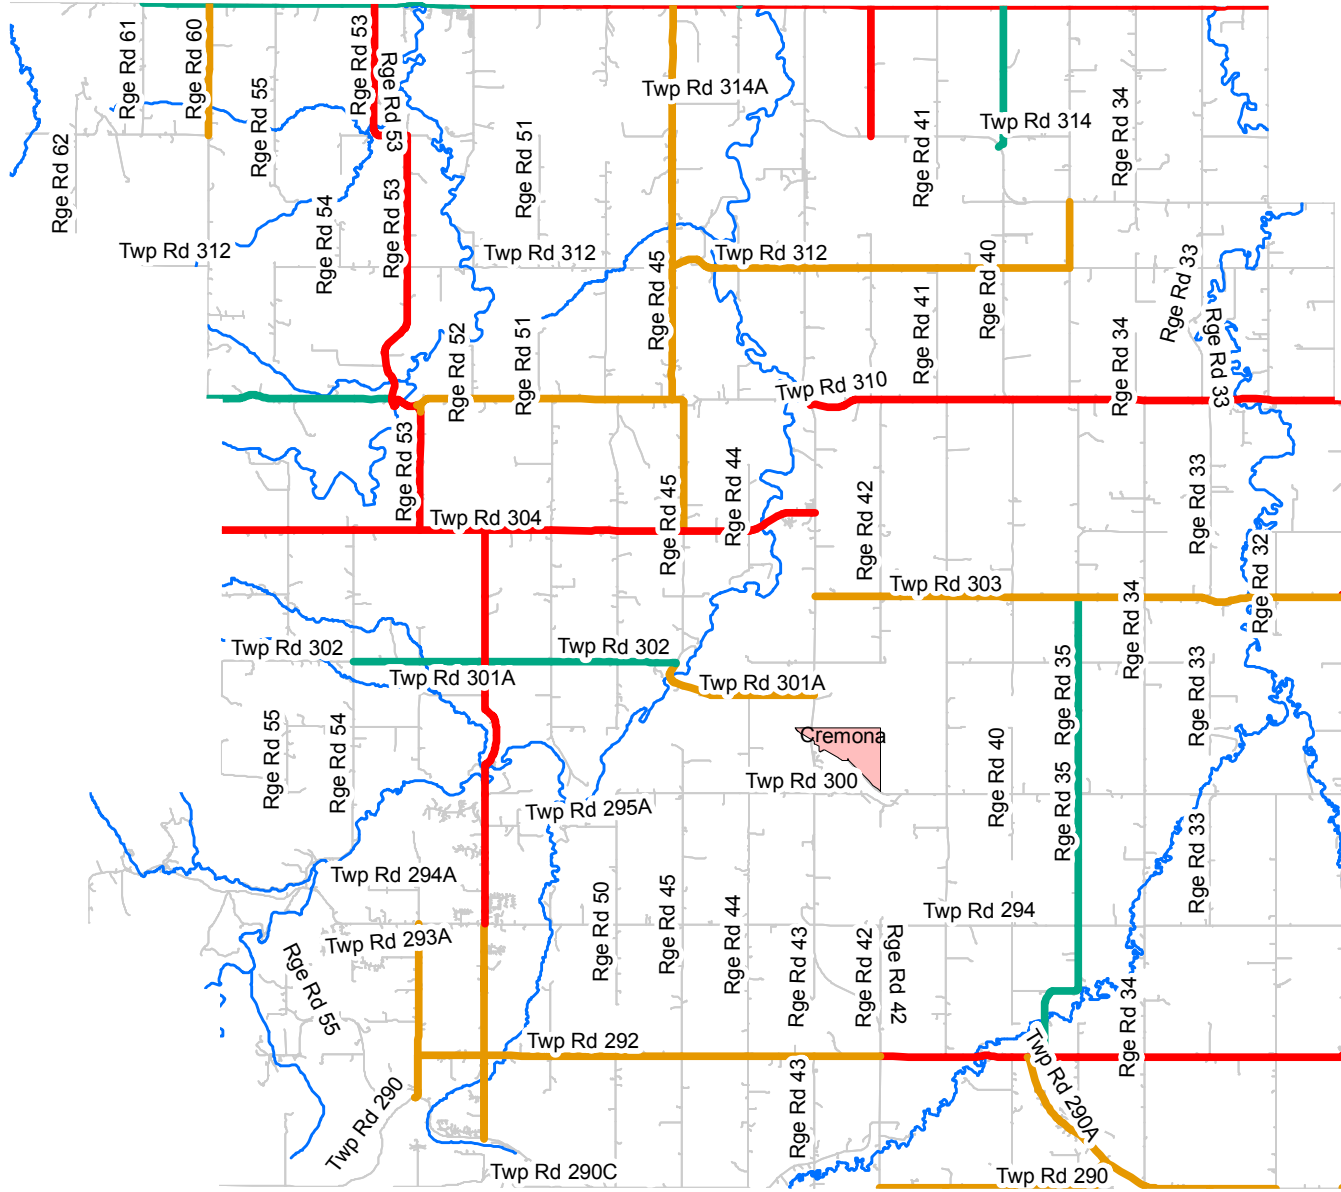 Rge Rd 61
Rge Rd 60
Rge Rd 55
Rge Rd 53
Rge Rd 53
Twp Rd 314A
Twp Rd 314
Rge Rd 34
Rge Rd 62
Rge Rd 51
Rge Rd 41
Rge Rd 54
Rge Rd 53
Twp Rd 312
Twp Rd 312
Twp Rd 312
Rge Rd 45
Rge Rd 40
Rge Rd 33
Rge Rd 41
Rge Rd 33
Rge Rd 52
Rge Rd 51
Rge Rd 34
Twp Rd 310
Rge Rd 53
Rge Rd 45
Rge Rd 44
Rge Rd 42
Rge Rd 33
Twp Rd 304
Twp Rd 303
Rge Rd 32
Rge Rd 34
Twp Rd 302
Twp Rd 302
Twp Rd 301A
Twp Rd 301A
Rge Rd 35
Rge Rd 33
Rge Rd 55
Rge Rd 54
Cremona
Twp Rd 300
Rge Rd 40
Rge Rd 35
Twp Rd 295A
Rge Rd 33
Twp Rd 294A
Twp Rd 294
Twp Rd 293A
Rge Rd 50
Rge Rd 45
Rge Rd 44
Rge Rd 43
Rge Rd 42
Rge Rd 42
Rge Rd 55
Rge Rd 34
Twp Rd 292
Twp Rd 290A
Twp Rd 290
Rge Rd 43
Twp Rd 290C
Twp Rd 290